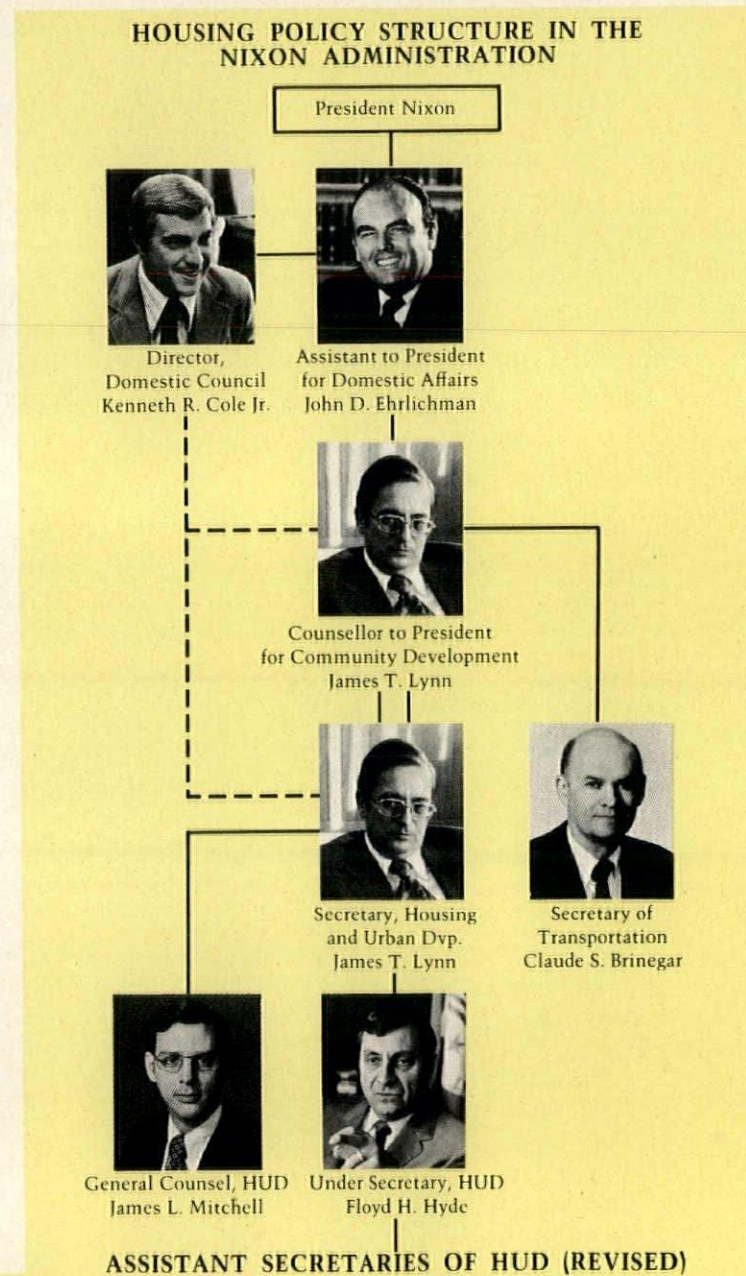 HOUSING POLICY STRUCTURE IN THE
NIXON ADMINISTRATION
President Nixon
Director,
Domestic Council
Kenneth R. Cole Jr.
Assistant to President
for Domestic Affairs
John D. Ehrlichman
Counsellor to President
for Community Development
James T. Lynn
Secretary, Housing
and Urban Dvp.
James T. Lynn
Secretary of
Transportation
Claude S. Brinegar
General Counsel, HUD
James L. Mitchell
Under Secretary, HUD
Floyd H. Hyde
ASSISTANT SECRETARIES OF HUD (REVISED)